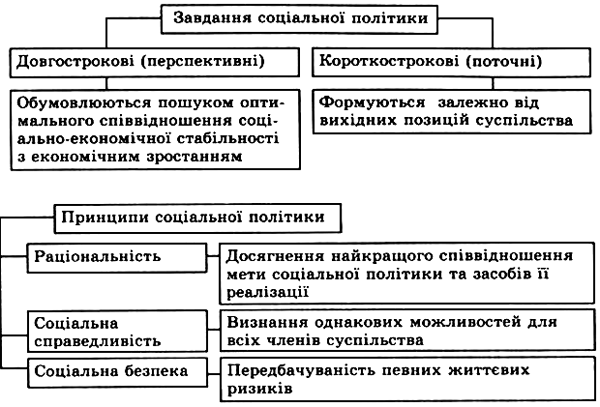 Завдання соціальної політики
Довгострокові (перспективні)
Короткострокові (поточні)
Обумовлюються пошуком опти-
мального співвідношення соці-
ально-економічної стабільності
з економічним зростанням
Формуються залежно від
вихідних позицій суспільства
Принципи соціальної політики
Раціональність
Досягнення найкращого співвідношення
мети соціальної політики та засобів її
реалізації
Соціальна
справедливість
Визнання однакових можливостей для
всіх членів суспільства
Соціальна безпека
Передбачуваність певних життєвих
ризиків